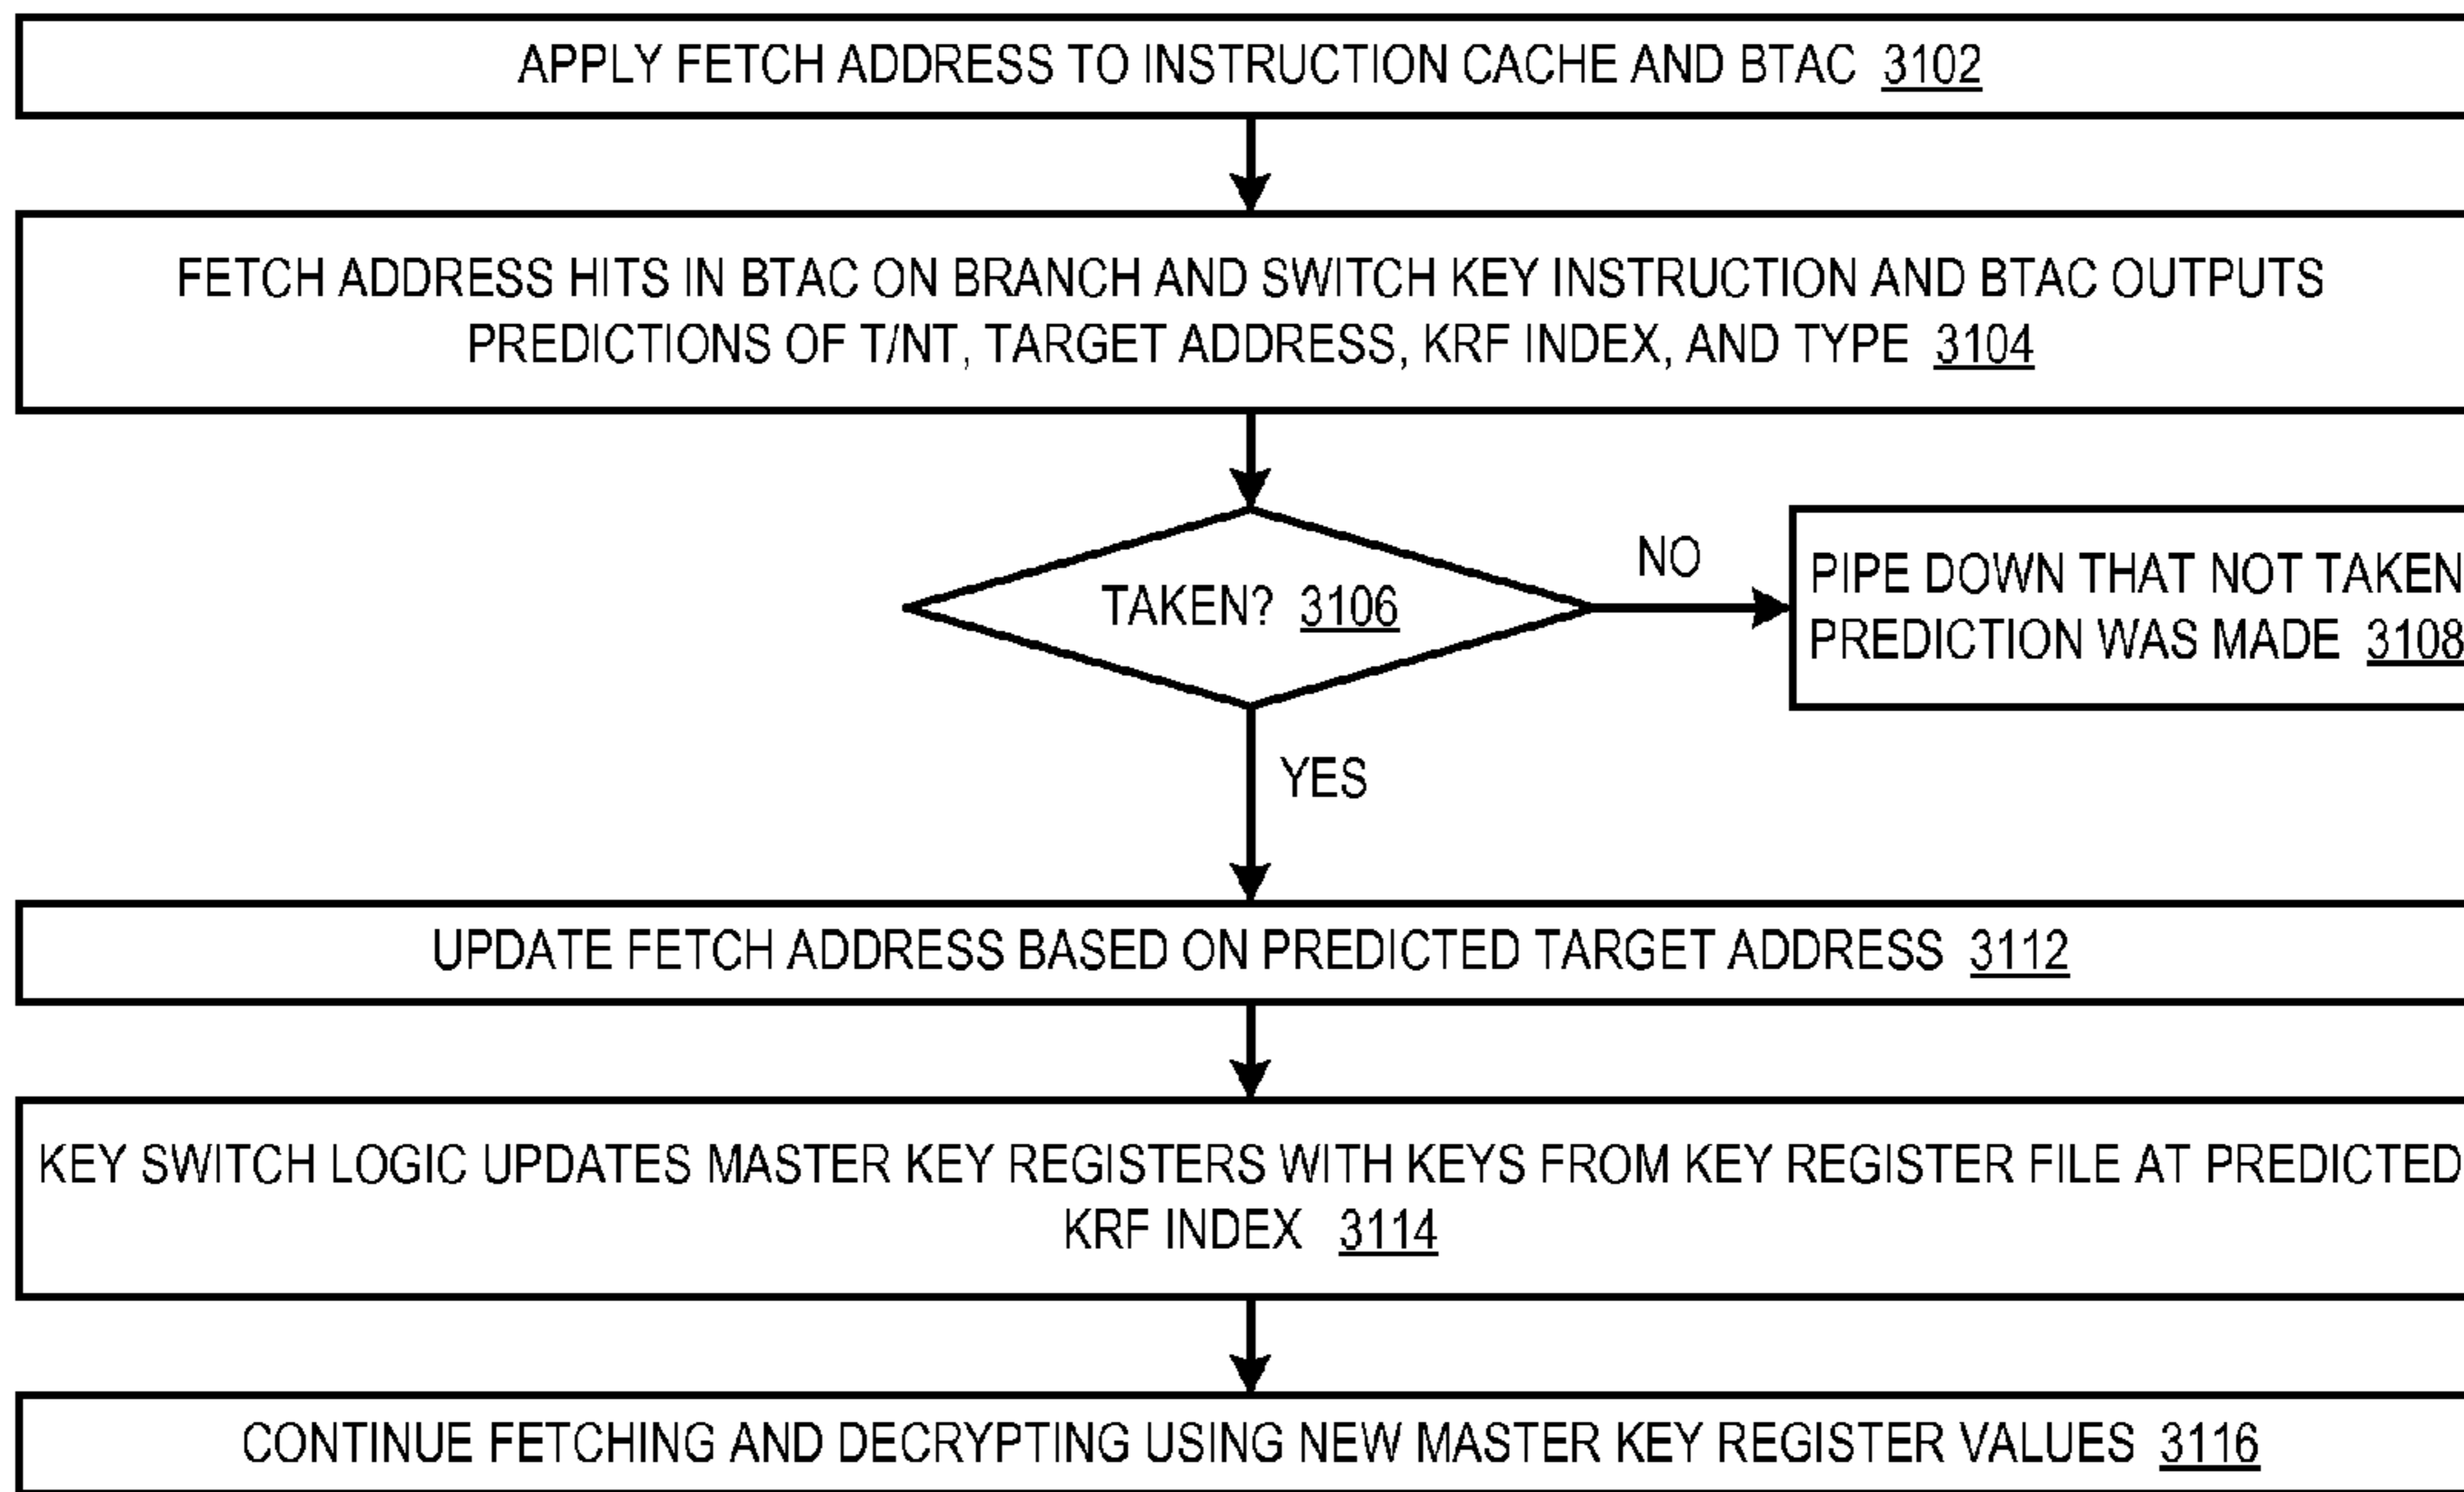 APPLY FETCH ADDRESS TO INSTRUCTION CACHE AND BTAC 3102
FETCH ADDRESS HITS IN BTAC ON BRANCH AND SWITCH KEY INSTRUCTION AND BTAC OUTPUTS
PREDICTIONS OF T/NT, TARGET ADDRESS, KRF INDEX, AND TYPE 3104
TAKEN? 3106
NO
PIPE DOWN THAT NOT TAKEN
PREDICTION WAS MADE 3108
YES
UPDATE FETCH ADDRESS BASED ON PREDICTED TARGET ADDRESS 3112
KEY SWITCH LOGIC UPDATES MASTER KEY REGISTERS WITH KEYS FROM KEY REGISTER FILE AT PREDICTED
KRF INDEX 3114
CONTINUE FETCHING AND DECRYPTING USING NEW MASTER KEY REGISTER VALUES 3116